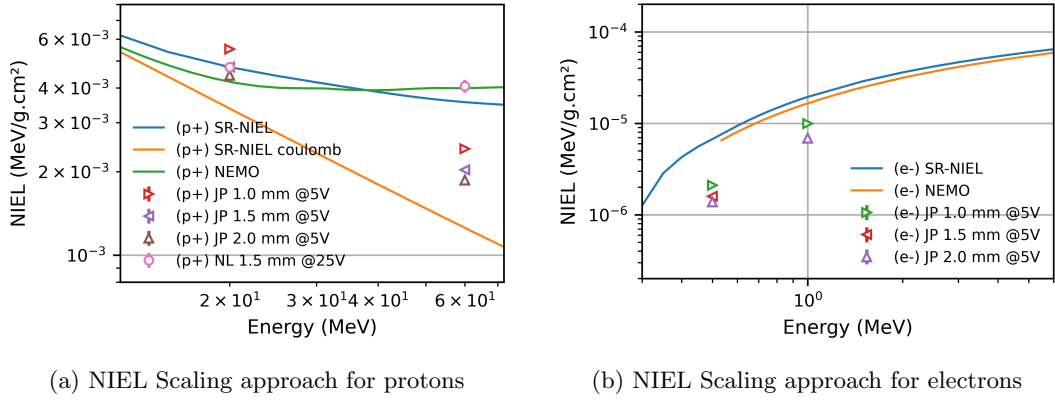 6 × 10⁻³
4 × 10⁻³
3 × 10⁻³
2 × 10⁻³
10⁻³
NIEL (MeV/g.cm²)
(p+) SR-NIEL
(p+) SR-NIEL coulomb
(p+) NEMO
(p+) JP 1.0 mm @5V
(p+) JP 1.5 mm @5V
(p+) JP 2.0 mm @5V
(p+) NL 1.5 mm @25V
2 × 10¹ 3 × 10¹ 4 × 10¹ 6 × 10¹
Energy (MeV)
(a) NIEL Scaling approach for protons
10⁻⁴
10⁻⁵
10⁻⁶
NIEL (MeV/g.cm²)
(e-) SR-NIEL
(e-) NEMO
(e-) JP 1.0 mm @5V
(e-) JP 1.5 mm @5V
(e-) JP 2.0 mm @5V
10⁰
Energy (MeV)
(b) NIEL Scaling approach for electrons